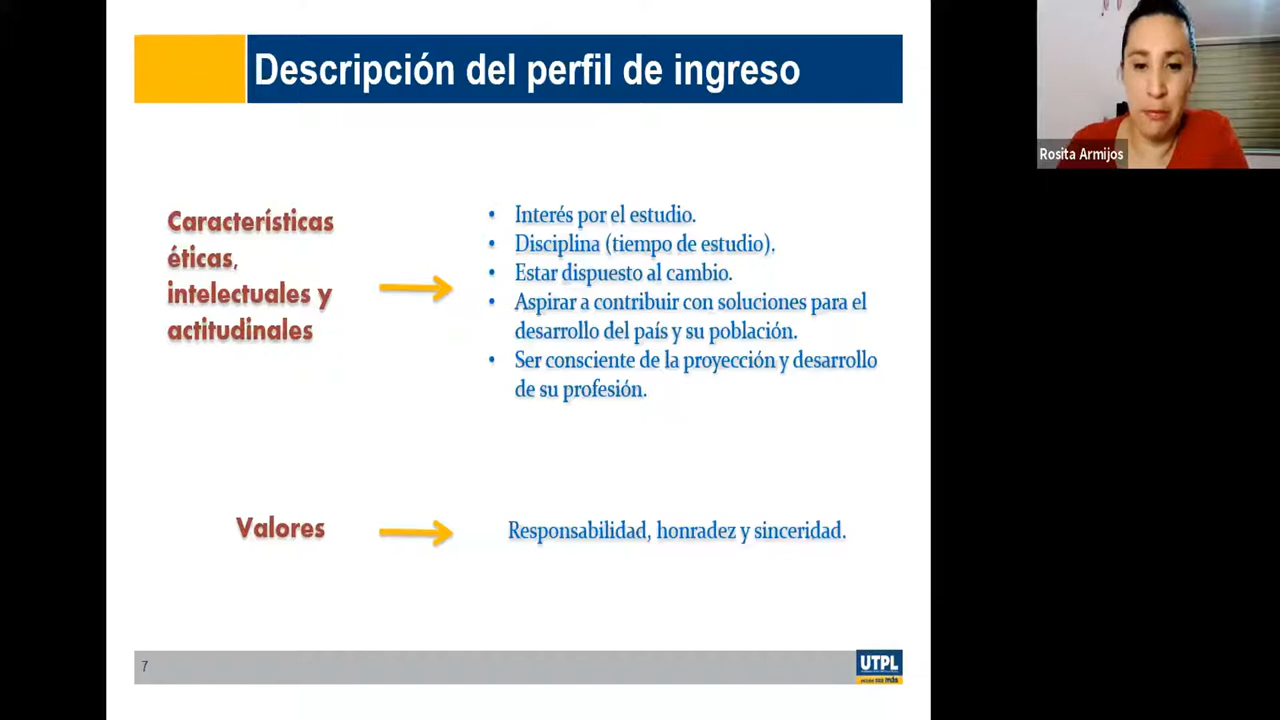 Descripción del perfil de ingreso
Rosita Armijos
Características
éticas,
intelectuales y
actitudinales
• Interés por el estudio.
• Disciplina (tiempo de estudio).
• Estar dispuesto al cambio.
• Aspirar a contribuir con soluciones para el
desarrollo del país y su población.
• Ser consciente de la proyección y desarrollo
de su profesión.
Valores
Responsabilidad, honradez y sinceridad.
7
UTPL